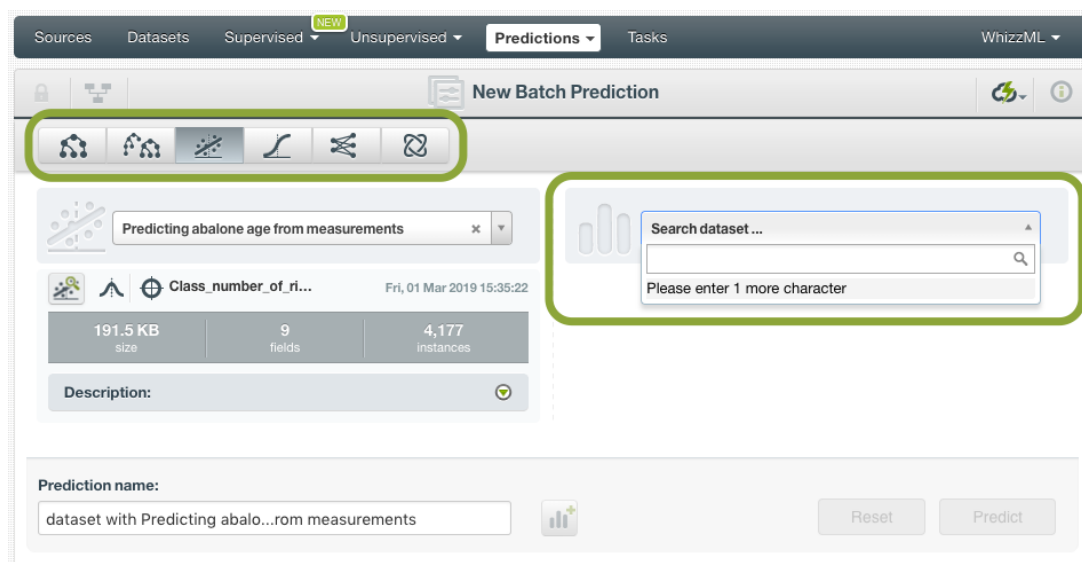 NEW
Sources Datasets Supervised Unsupervised Predictions Tasks WhizzML
New Batch Prediction
Predicting abalone age from measurements
Search dataset ...
Please enter 1 more character
Class_number_of_ri... Fri, 01 Mar 2019 15:35:22
191.5 KB 9 4,177
size fields instances
Description:
Prediction name:
dataset with Predicting abalo...rom measurements
Reset Predict